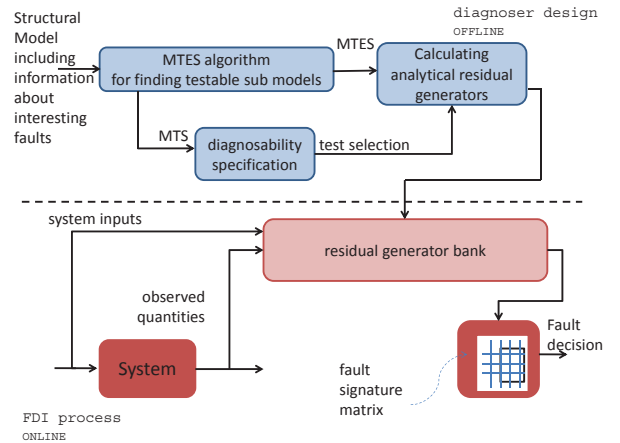 Structural
Model
including
information
about
interesting
faults
diagnoser design
OFFLINE
MTES algorithm
for finding testable sub models
MTES
Calculating
analytical residual
generators
MTS
diagnosability
specification
test selection
system inputs
residual generator bank
observed
quantities
System
fault
signature
matrix
Fault
decision
FDI process
ONLINE